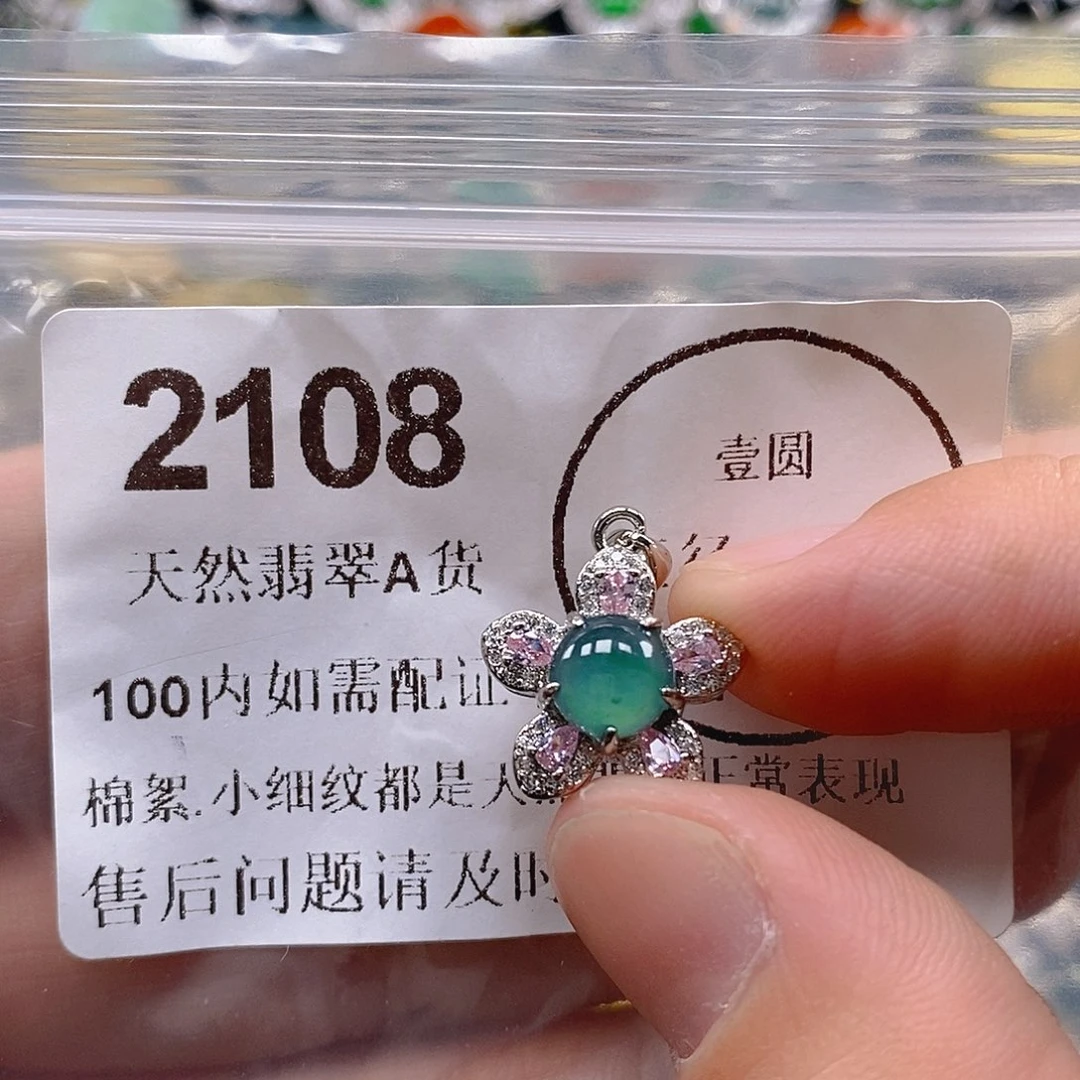 2108
壹圆
天然翡翠A货
100内如需配证
棉絮.小细纹都是天然 正常表现
售后问题请及时